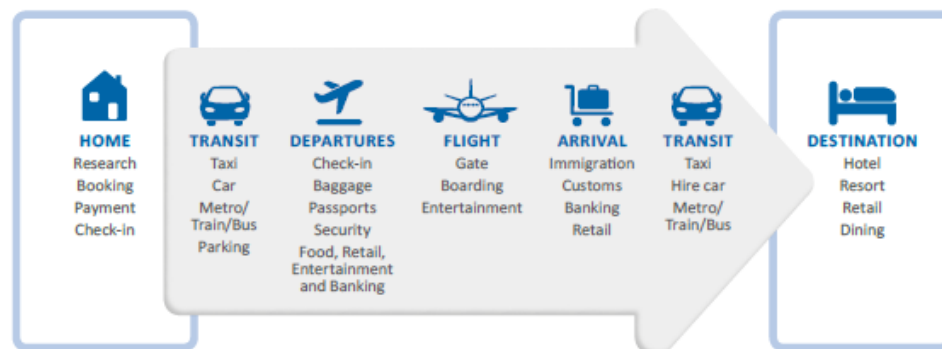 HOME
Research
Booking
Payment
Check-in
TRANSIT
Taxi
Car
Metro/
Train/Bus
Parking
DEPARTURES
Check-in
Baggage
Passports
Security
Food, Retail,
Entertainment
and Banking
FLIGHT
Gate
Boarding
Entertainment
ARRIVAL
Immigration
Customs
Banking
Retail
TRANSIT
Taxi
Hire car
Metro/
Train/Bus
DESTINATION
Hotel
Resort
Retail
Dining